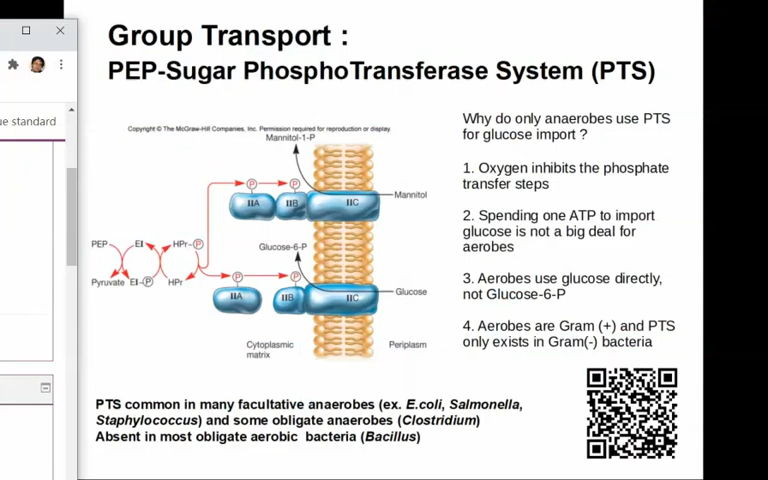 Group Transport :
PEP-Sugar PhosphoTransferase System (PTS)
ue standard
Copyright © The McGraw-Hill Companies, Inc. Permission required for reproduction or display.
Mannitol-1-P
P
P
IIA
IIB
IIC
Mannitol
PEP
EI
HPr-P
Glucose-6-P
Pyruvate
EI-P
HPr
P
P
IIA
IIB
IIC
Glucose
Cytoplasmic
matrix
Periplasm
Why do only anaerobes use PTS
for glucose import ?
1. Oxygen inhibits the phosphate
transfer steps
2. Spending one ATP to import
glucose is not a big deal for
aerobes
3. Aerobes use glucose directly,
not Glucose-6-P
4. Aerobes are Gram (+) and PTS
only exists in Gram(-) bacteria
PTS common in many facultative anaerobes (ex. E.coli, Salmonella,
Staphylococcus) and some obligate anaerobes (Clostridium)
Absent in most obligate aerobic bacteria (Bacillus)